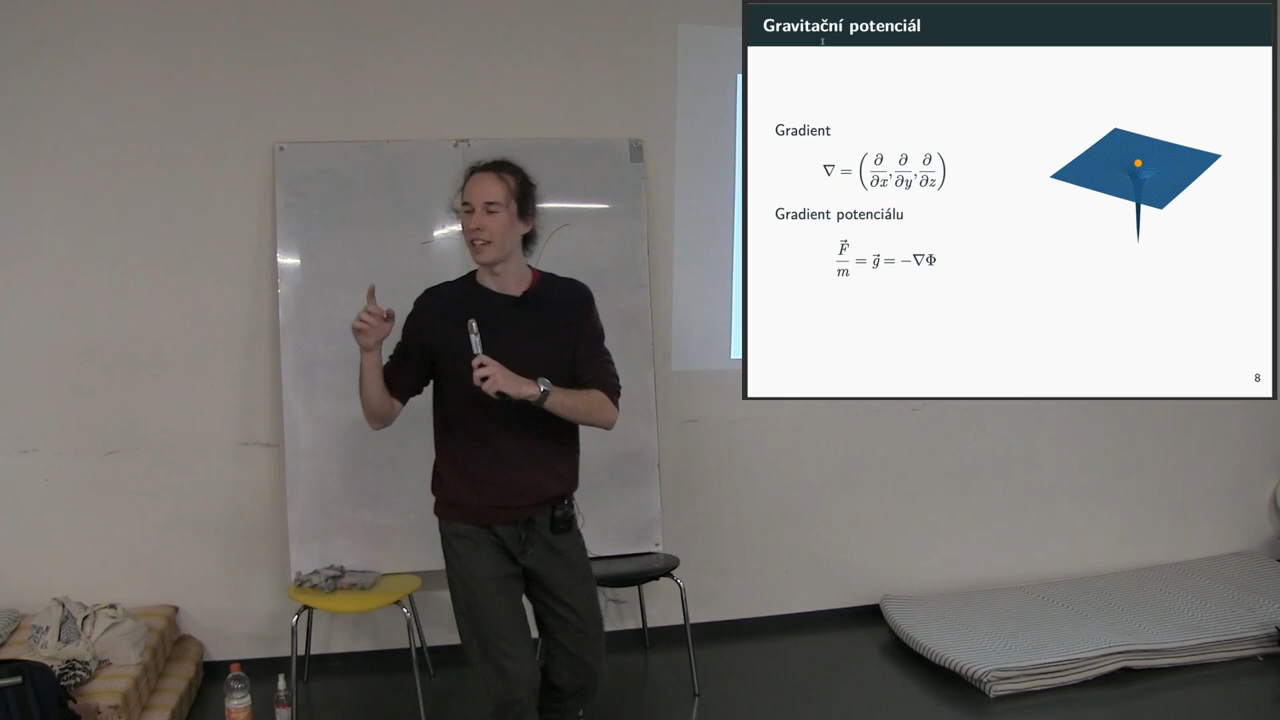 Gravitační potenciál
Gradient
∇ = (∂/∂x, ∂/∂y, ∂/∂z)
Gradient potenciálu
F⃗/m = g⃗ = −∇Φ
8